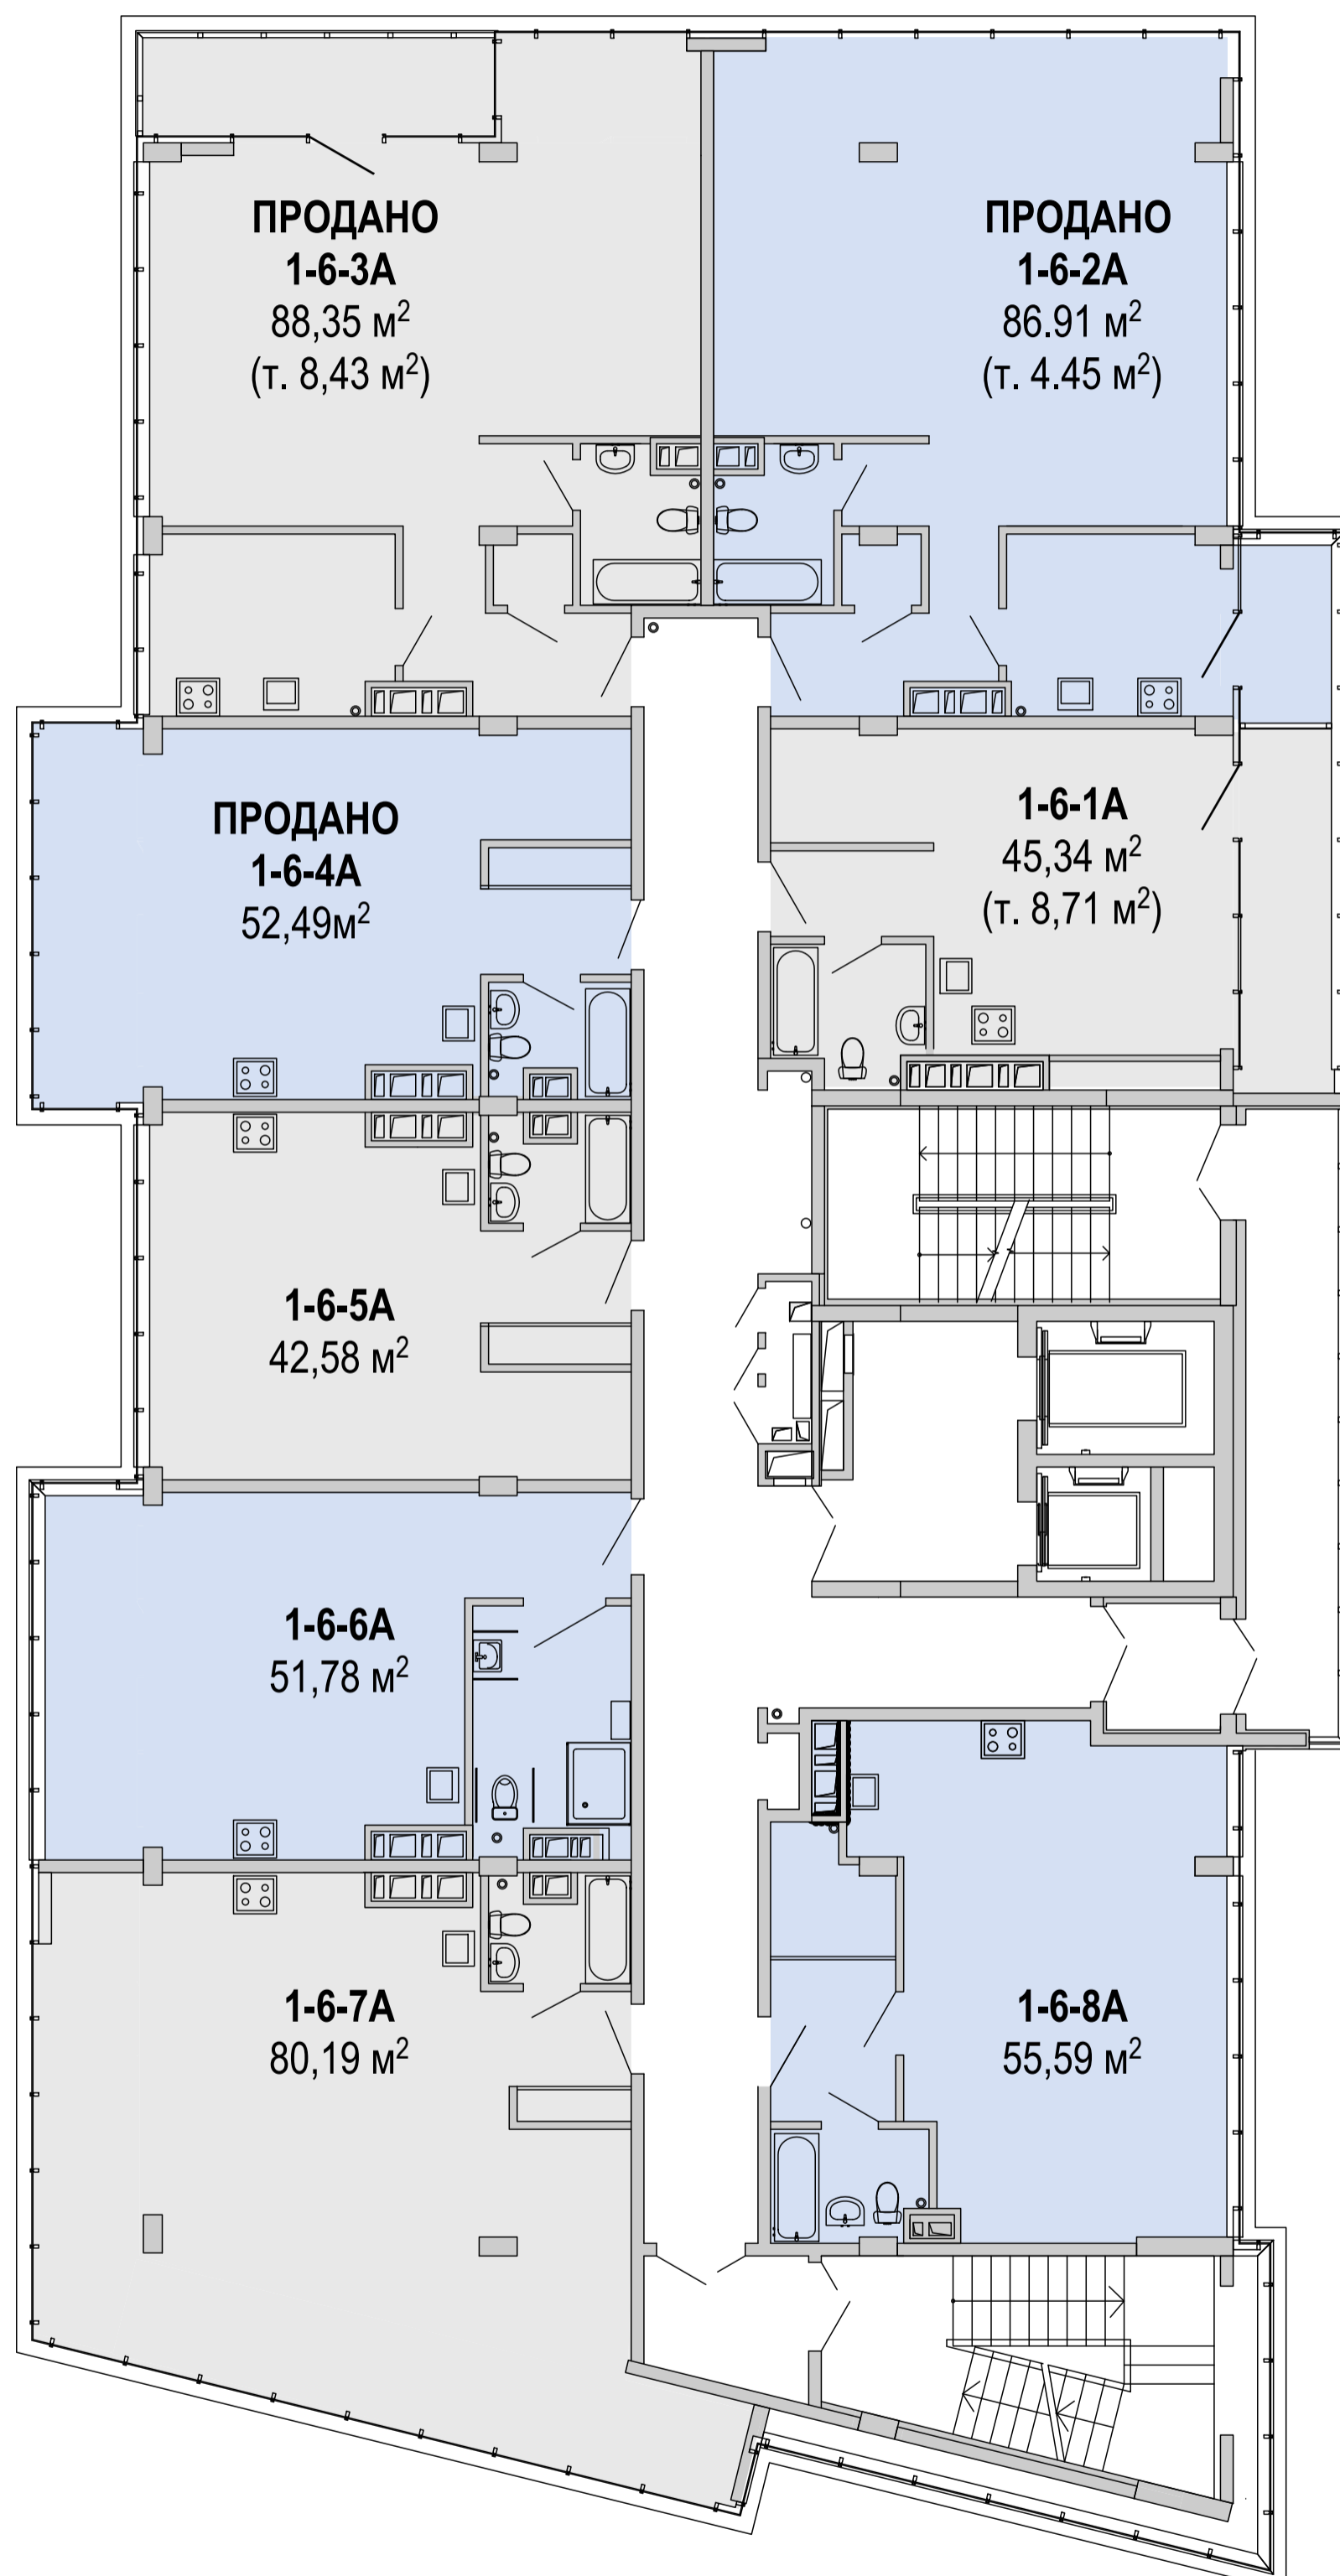 ПРОДАНО
1-6-3А
88,35 м²
(т. 8,43 м²)
ПРОДАНО
1-6-2А
86.91 м²
(т. 4.45 м²)
ПРОДАНО
1-6-4А
52,49м²
1-6-1А
45,34 м²
(т. 8,71 м²)
1-6-5А
42,58 м²
1-6-6А
51,78 м²
1-6-7А
80,19 м²
1-6-8А
55,59 м²